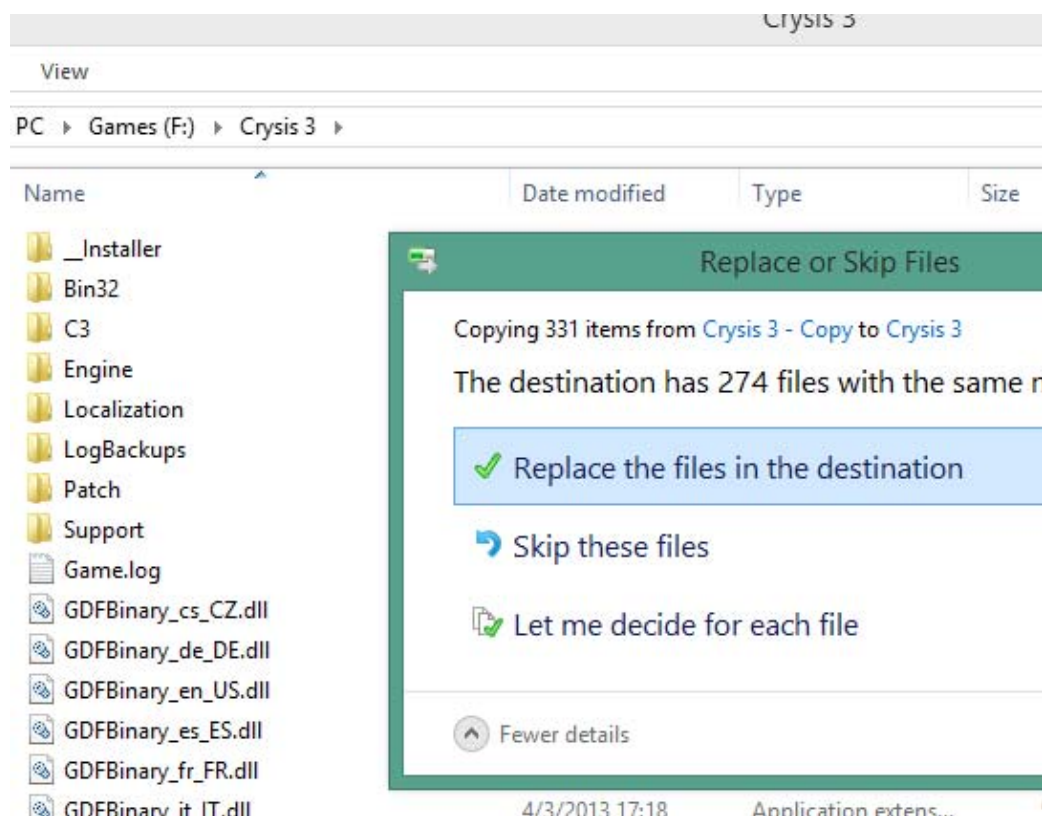 Crysis 3
View
PC ▸ Games (F:) ▸ Crysis 3 ▸
Name Date modified Type Size
__Installer
Bin32
C3
Engine
Localization
LogBackups
Patch
Support
Game.log
GDFBinary_cs_CZ.dll
GDFBinary_de_DE.dll
GDFBinary_en_US.dll
GDFBinary_es_ES.dll
GDFBinary_fr_FR.dll
GDFBinary_it_IT.dll 4/3/2013 17:18 Application extens...
Replace or Skip Files
Copying 331 items from Crysis 3 - Copy to Crysis 3
The destination has 274 files with the same
Replace the files in the destination
Skip these files
Let me decide for each file
Fewer details